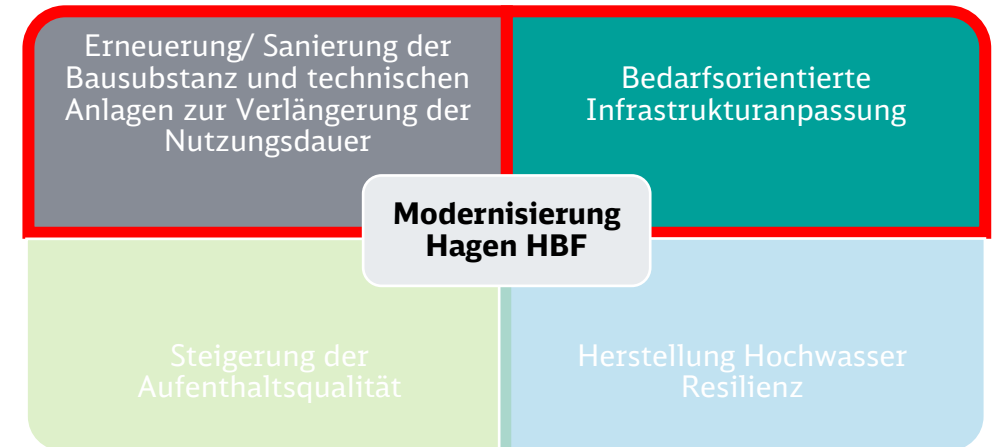 Erneuerung/ Sanierung der
Bausubstanz und technischen
Anlagen zur Verlängerung der
Nutzungsdauer
Bedarfsorientierte
Infrastrukturanpassung
Modernisierung
Hagen HBF
Steigerung der
Aufenthaltsqualität
Herstellung Hochwasser
Resilienz